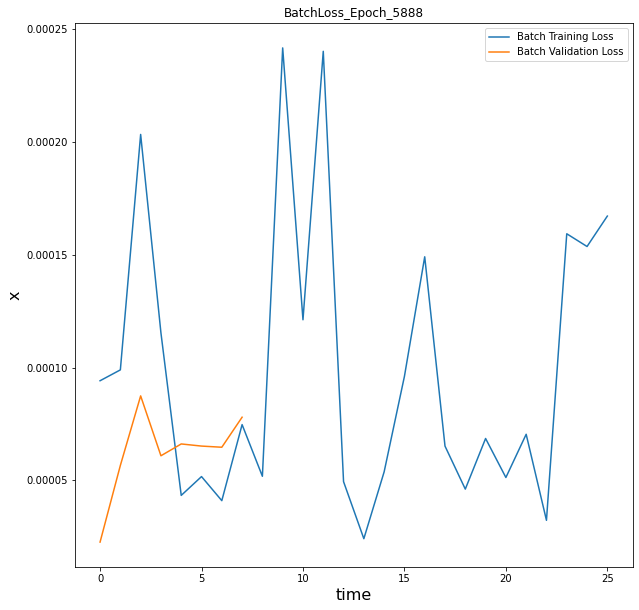 BatchLoss_Epoch_5888
Batch Training Loss
Batch Validation Loss
0.00025
0.00020
0.00015
0.00010
0.00005
x
0 5 10 15 20 25
time